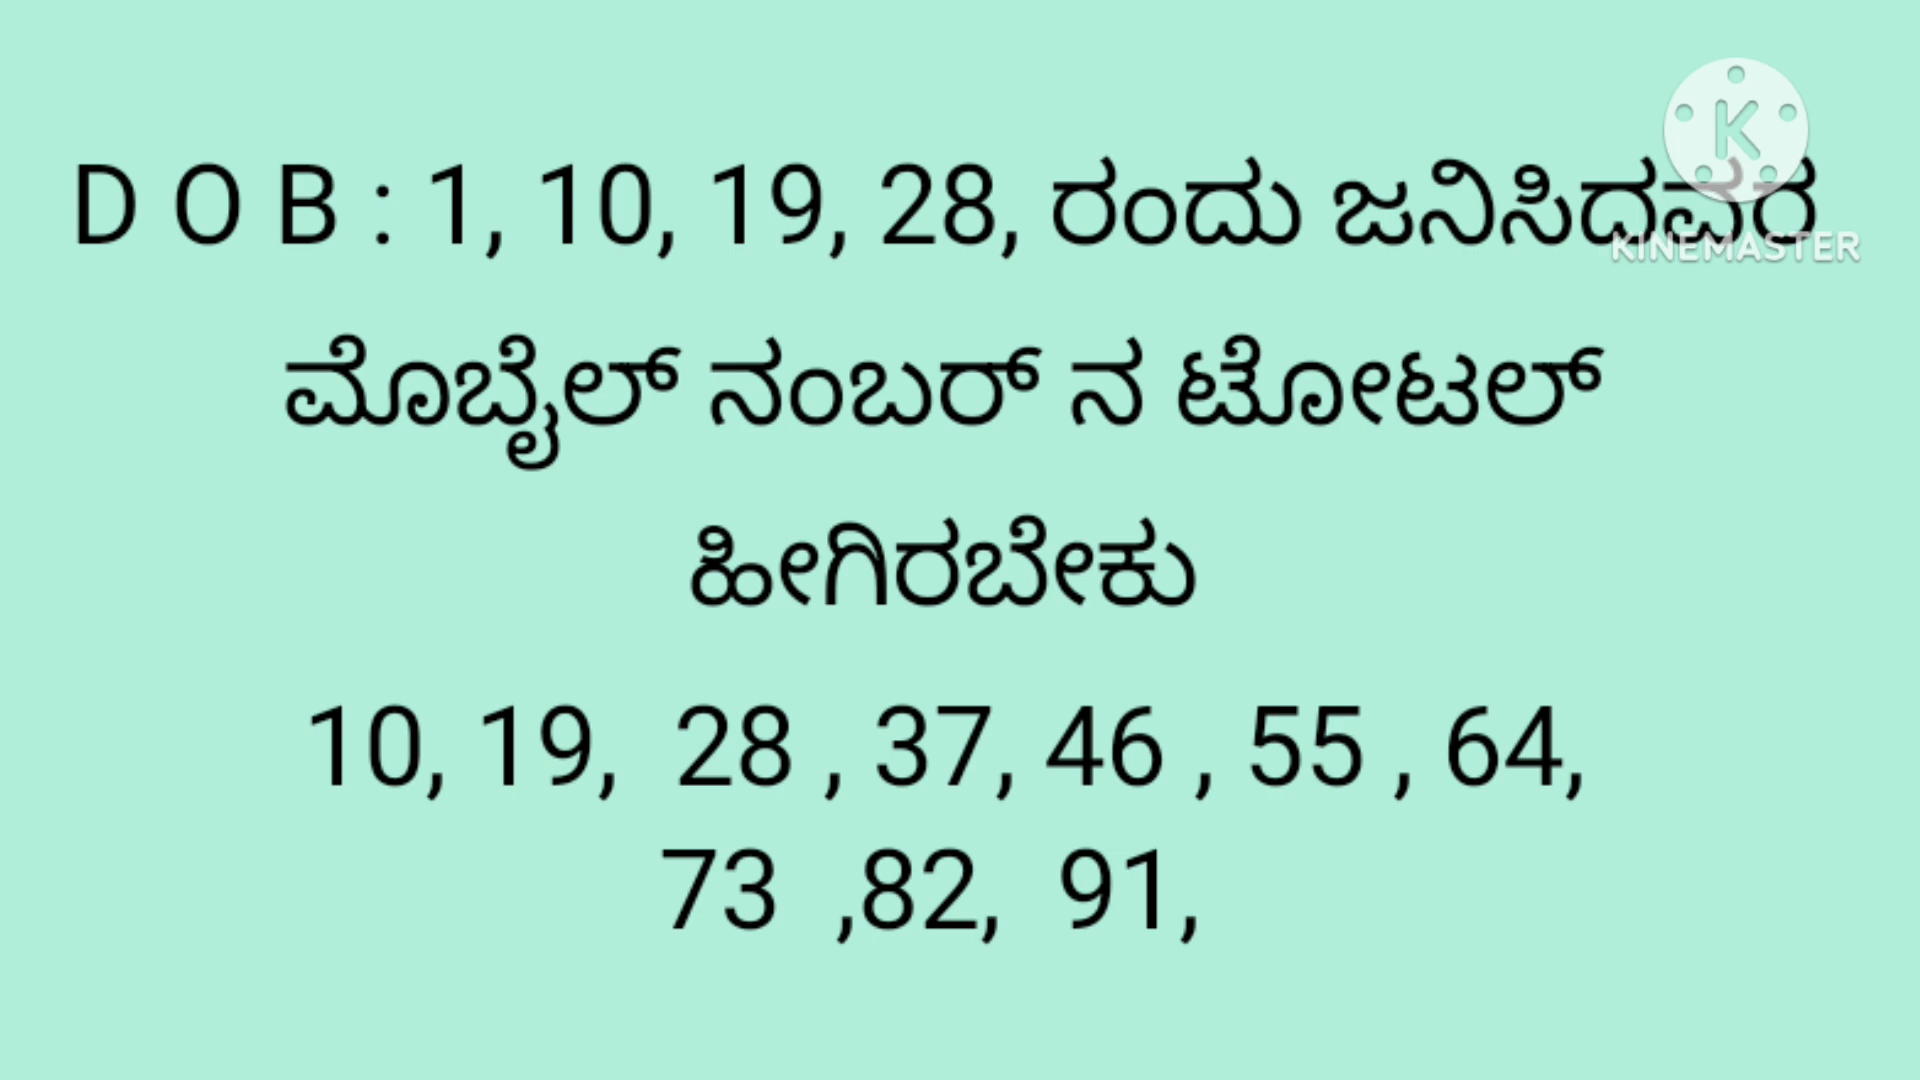 D O B : 1, 10, 19, 28, ರಂದು ಜನಿಸಿದವರ
K
KINEMASTER
ಮೊಬೈಲ್ ನಂಬರ್ ನ ಟೋಟಲ್
ಹೀಗಿರಬೇಕು
10, 19, 28 , 37, 46 , 55 , 64,
73 ,82, 91,